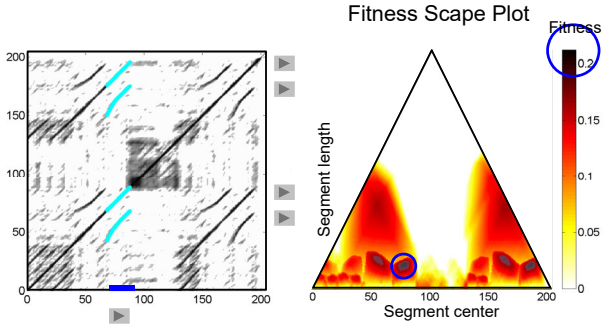 Fitness Scape Plot
Fitness
200
150
100
50
0
0 50 100 150 200
Segment length
0 50 100 150 200
Segment center
0.2
0.15
0.1
0.05
0